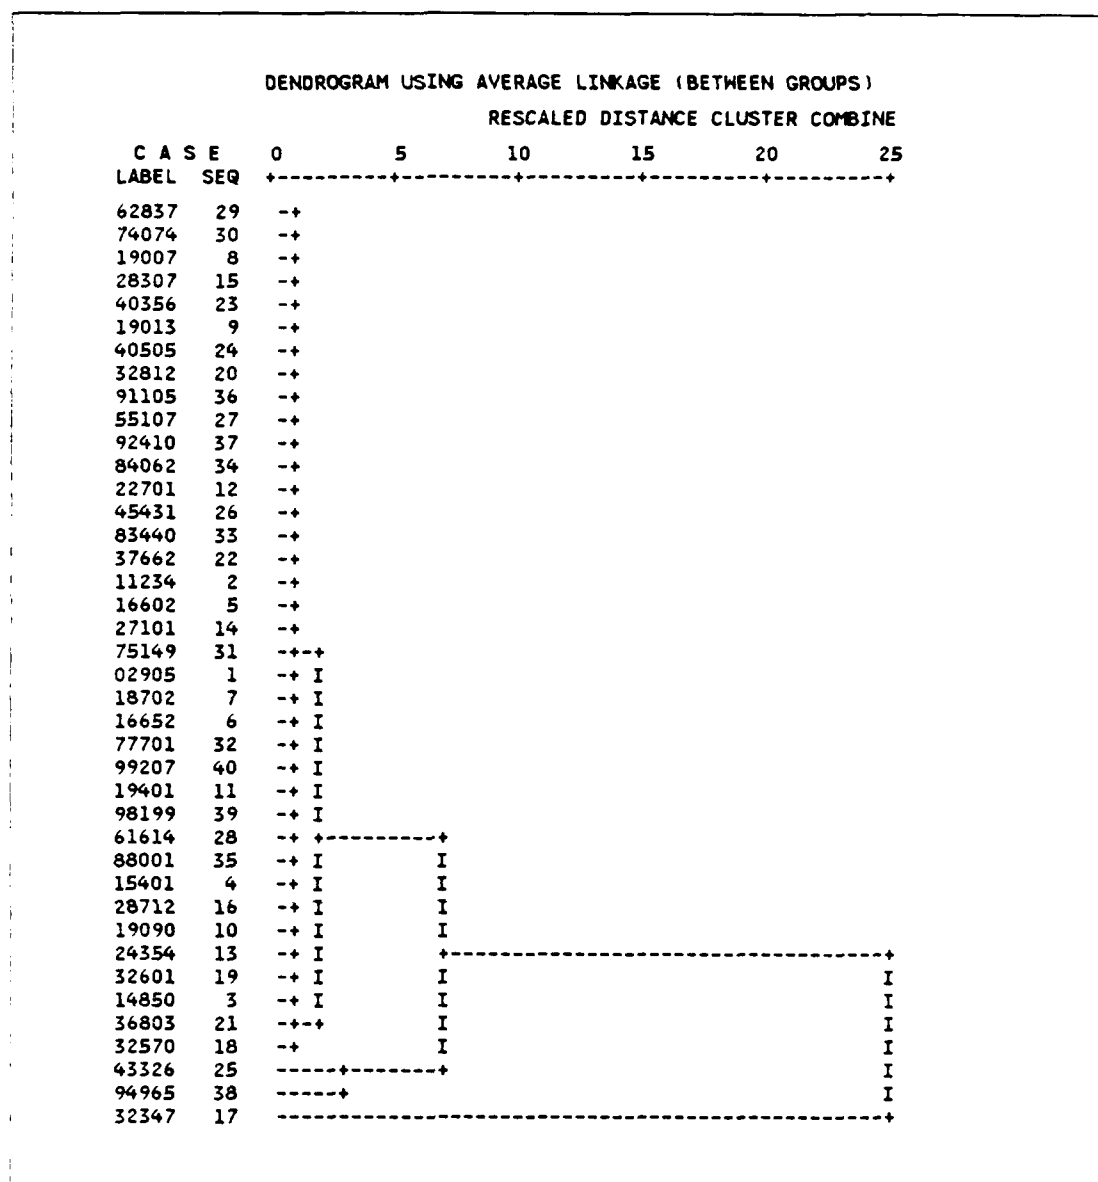 DENDROGRAM USING AVERAGE LINKAGE (BETWEEN GROUPS)
RESCALED DISTANCE CLUSTER COMBINE
C A S E 0 5 10 15 20 25
LABEL SEQ +---------+---------+---------+---------+---------+
62837 29 -+
74074 30 -+
19007 8 -+
28307 15 -+
40356 23 -+
19013 9 -+
40505 24 -+
32812 20 -+
91105 36 -+
55107 27 -+
92410 37 -+
84062 34 -+
22701 12 -+
45431 26 -+
83440 33 -+
37662 22 -+
11234 2 -+
16602 5 -+
27101 14 -+
75149 31 -+-+
02905 1 -+ I
18702 7 -+ I
16652 6 -+ I
77701 32 -+ I
99207 40 -+ I
19401 11 -+ I
98199 39 -+ I
61614 28 -+ +---------+
88001 35 -+ I I
15401 4 -+ I I
28712 16 -+ I I
19090 10 -+ I I
24354 13 -+ I +-----------------------------------+
32601 19 -+ I I I
14850 3 -+ I I I
36803 21 -+-+ I I
32570 18 -+ I I
43326 25 -----+-------+ I
94965 38 -----+ I
32347 17 -------------------------------------------------+